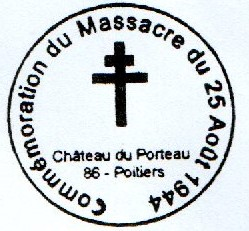 Commémoration du Massacre du 25 Août 1944
Château du Porteau
86 - Poitiers